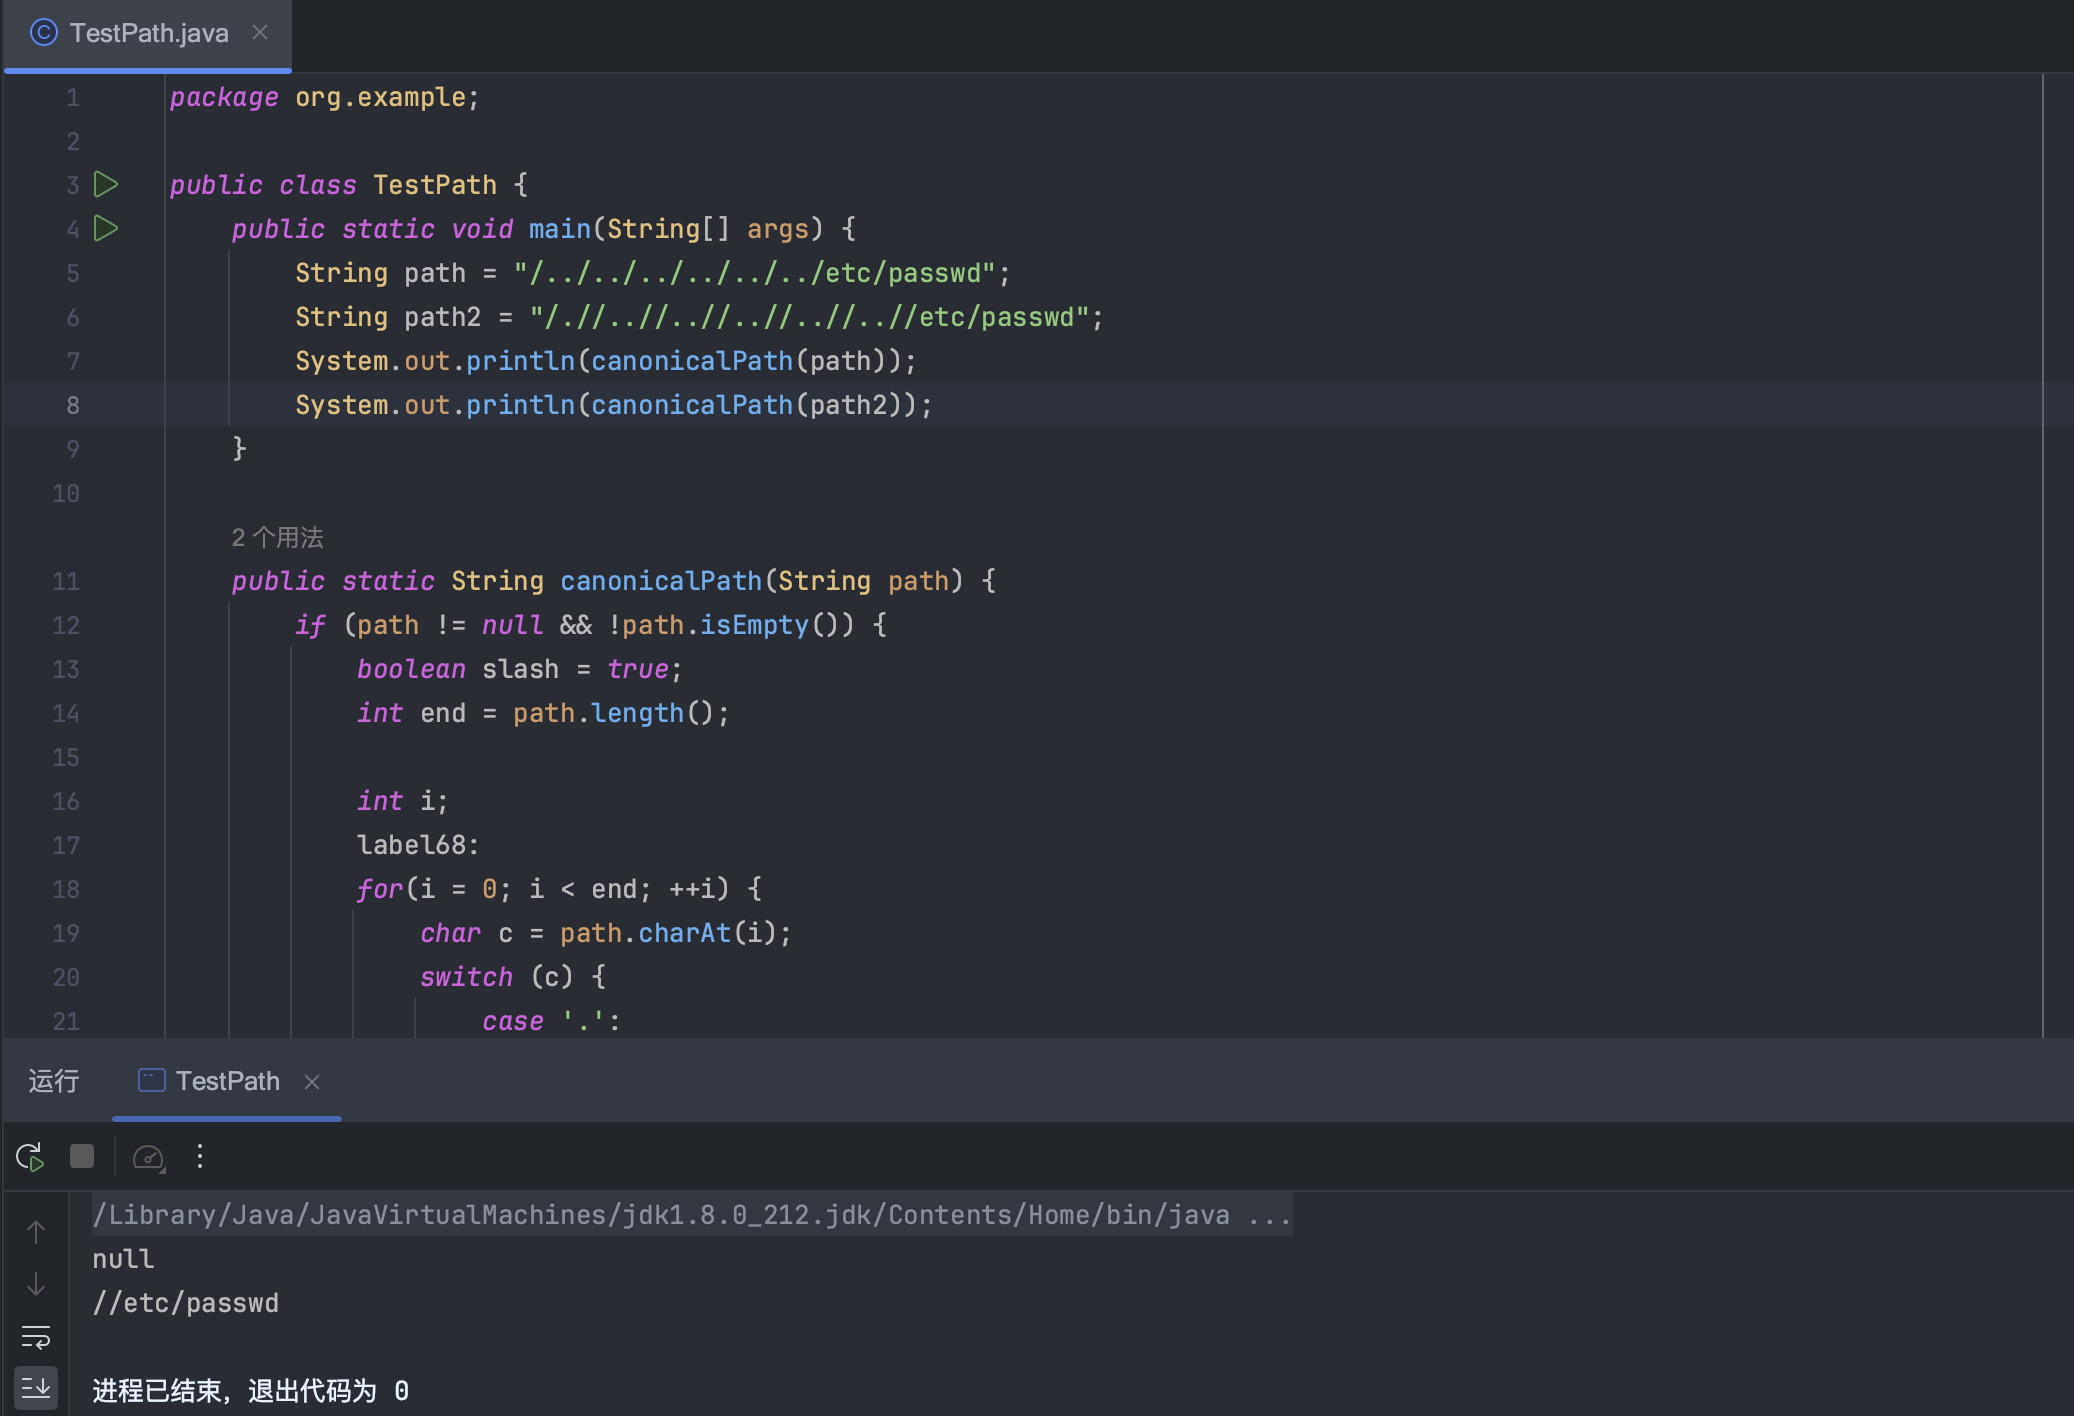 TestPath.java
1 package org.example;
2
3 public class TestPath {
4 public static void main(String[] args) {
5 String path = "/../../../../../../etc/passwd";
6 String path2 = "/.//..//..//..//..//..//etc/passwd";
7 System.out.println(canonicalPath(path));
8 System.out.println(canonicalPath(path2));
9 }
10
2 个用法
11 public static String canonicalPath(String path) {
12 if (path != null && !path.isEmpty()) {
13 boolean slash = true;
14 int end = path.length();
15
16 int i;
17 label68:
18 for(i = 0; i < end; ++i) {
19 char c = path.charAt(i);
20 switch (c) {
21 case '.':
运行 TestPath
/Library/Java/JavaVirtualMachines/jdk1.8.0_212.jdk/Contents/Home/bin/java ...
null
//etc/passwd
进程已结束，退出代码为 0